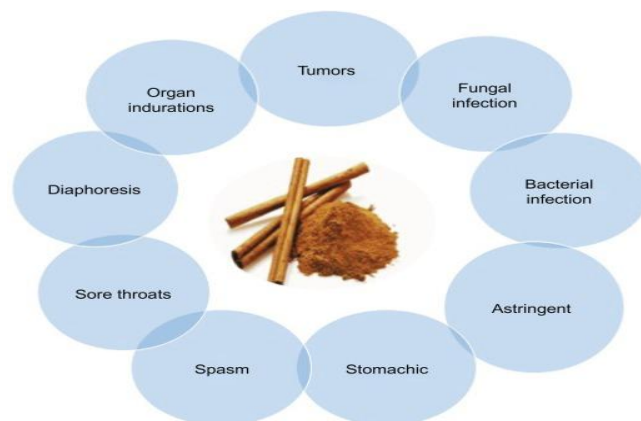 Tumors
Fungal
infection
Bacterial
infection
Astringent
Stomachic
Spasm
Sore throats
Diaphoresis
Organ
indurations